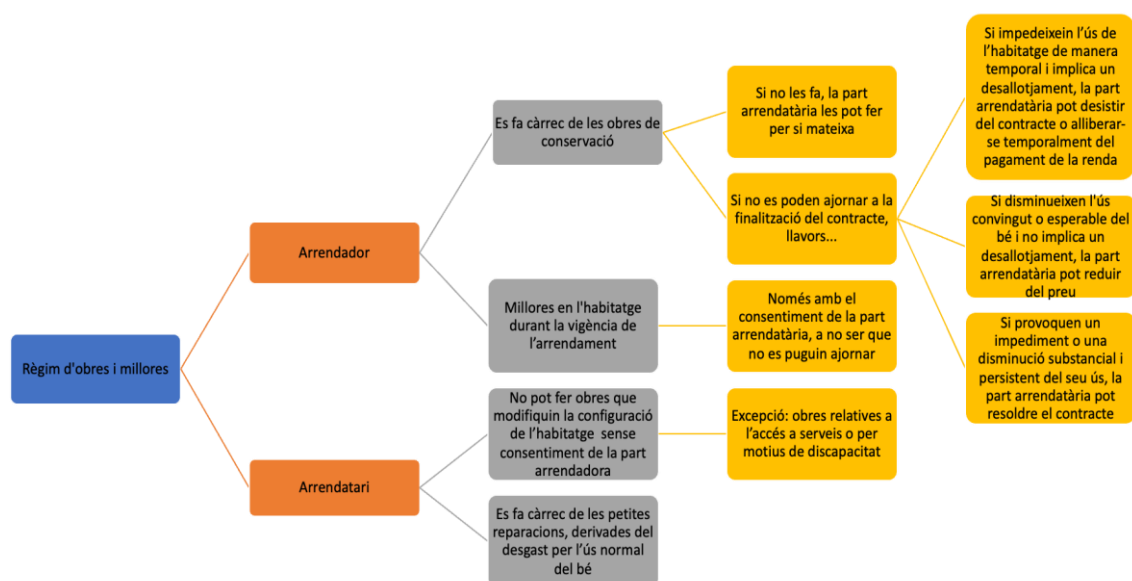 Règim d'obres i millores
Arrendador
Es fa càrrec de les obres de
conservació
Si no les fa, la part
arrendatària les pot fer
per si mateixa
Si no es poden ajornar a la
finalització del contracte,
llavors...
Si impedeixein l'ús de
l'habitatge de manera
temporal i implica un
desallotjament, la part
arrendatària pot desistir
del contracte o alliberar-
se temporalment del
pagament de la renda
Si disminueixen l'ús
convingut o esperable del
bé i no implica un
desallotjament, la part
arrendatària pot reduir
del preu
Si provoquen un
impediment o una
disminució substancial i
persistent del seu ús, la
part arrendatària pot
resoldre el contracte
Millores en l'habitatge
durant la vigència de
l'arrendament
Només amb el
consentiment de la part
arrendatària, a no ser que
no es puguin ajornar
Arrendatari
No pot fer obres que
modifiquin la configuració
de l'habitatge sense
consentiment de la part
arrendadora
Excepció: obres relatives a
l'accés a serveis o per
motius de discapacitat
Es fa càrrec de les petites
reparacions, derivades del
desgast per l'ús normal
del bé